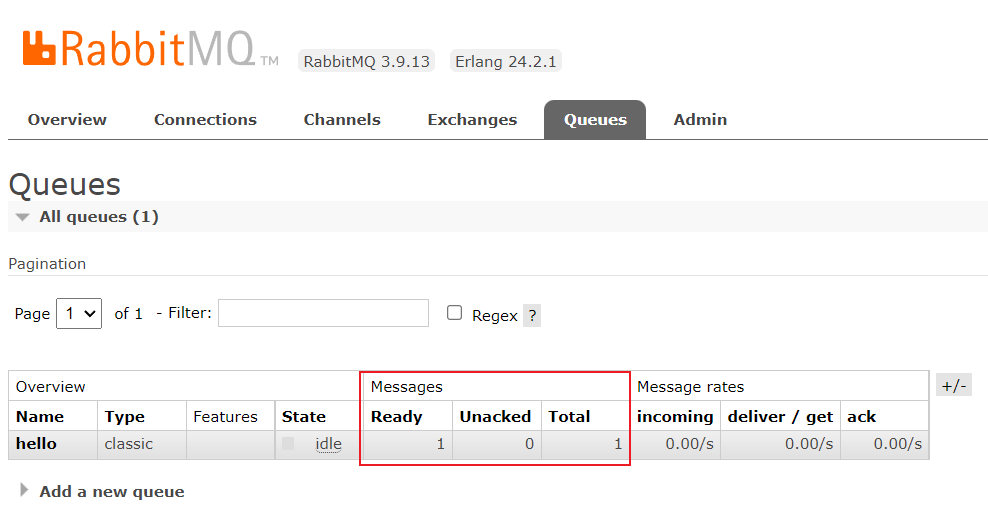 RabbitMQ TM RabbitMQ 3.9.13 Erlang 24.2.1
Overview Connections Channels Exchanges Queues Admin
Queues
All queues (1)
Pagination
Page 1 of 1 - Filter: Regex ?
Overview Messages Message rates +/-
Name Type Features State Ready Unacked Total incoming deliver / get ack
hello classic idle 1 0 1 0.00/s 0.00/s 0.00/s
Add a new queue